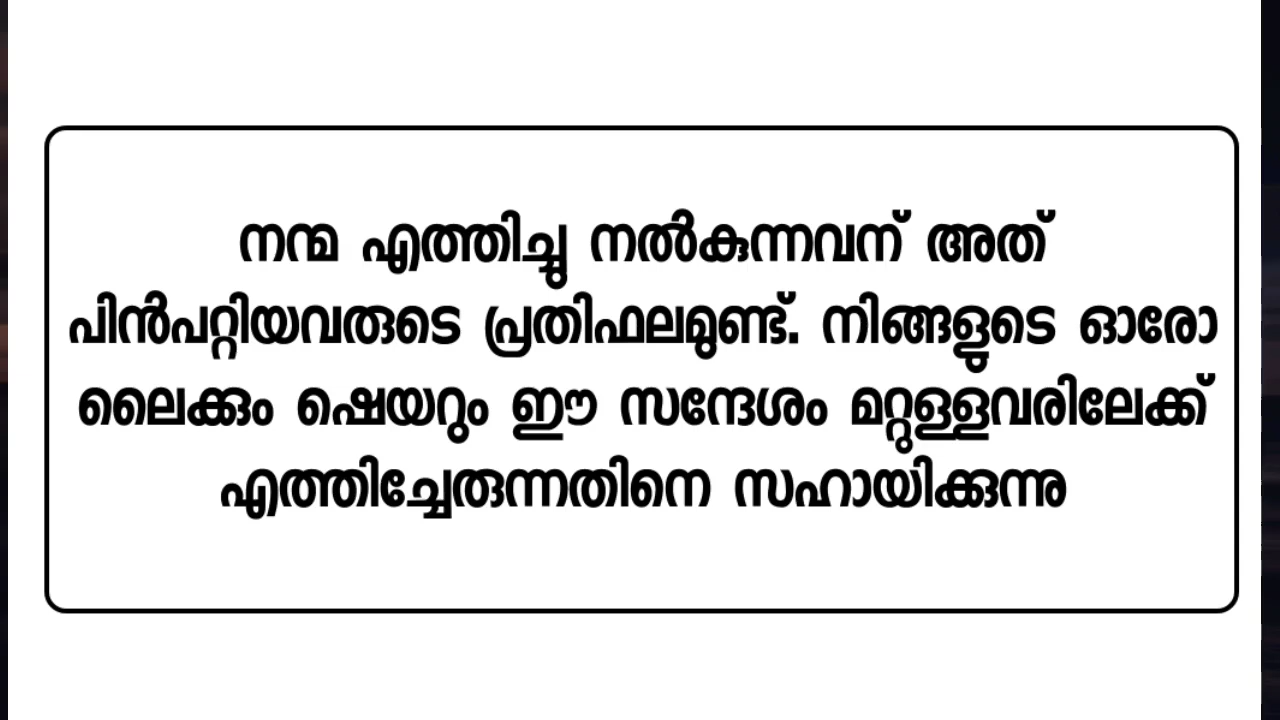 നന്മ എത്തിച്ചു നൽകുന്നവന് അത്
പിൻപറ്റിയവരുടെ പ്രതിഫലമുണ്ട്. നിങ്ങളുടെ ഓരോ
ലൈക്കും ഷെയറും ഈ സന്ദേശം മറ്റുള്ളവരിലേക്ക്
എത്തിച്ചേരുന്നതിനെ സഹായിക്കുന്നു